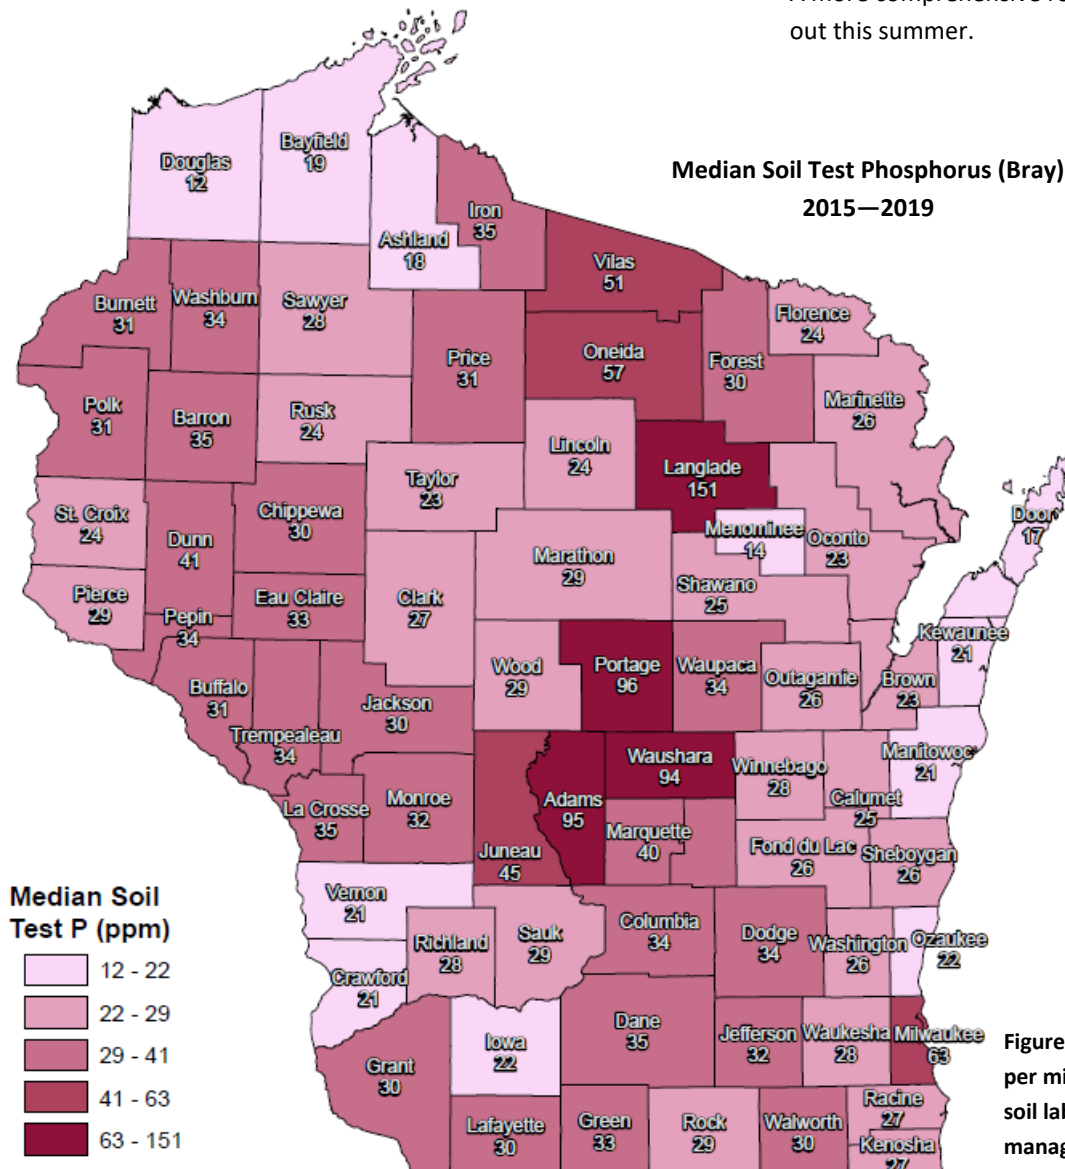 A more comprehensive
out this summer.
Median Soil Test Phosphorus (Bray)
2015—2019
Douglas
12
Bayfield
19
Ashland
18
Iron
35
Vilas
51
Burnett
31
Washburn
34
Sawyer
28
Price
31
Oneida
57
Forest
30
Florence
24
Marinette
26
Polk
31
Barron
35
Rusk
24
Taylor
23
Lincoln
24
Langlade
151
St. Croix
24
Dunn
41
Chippewa
30
Marathon
29
Menominee
14
Oconto
23
Door
17
Shawano
25
Pierce
29
Pepin
34
Eau Claire
33
Clark
27
Kewaunee
21
Wood
29
Portage
96
Waupaca
34
Outagamie
26
Brown
23
Buffalo
31
Trempealeau
34
Jackson
30
Waushara
94
Winnebago
28
Manitowoc
21
Calumet
25
La Crosse
35
Monroe
32
Juneau
45
Adams
95
Marquette
40
Fond du Lac
26
Sheboygan
26
Vernon
21
Richland
28
Sauk
29
Columbia
34
Dodge
34
Washington
26
Ozaukee
22
Crawford
21
Grant
30
Iowa
22
Dane
35
Jefferson
32
Waukesha
28
Milwaukee
63
Lafayette
30
Green
33
Rock
29
Walworth
30
Racine
27
Kenosha
27
Median Soil
Test P (ppm)
12 - 22
22 - 29
29 - 41
41 - 63
63 - 151
Figure
per mi
soil lab
manag